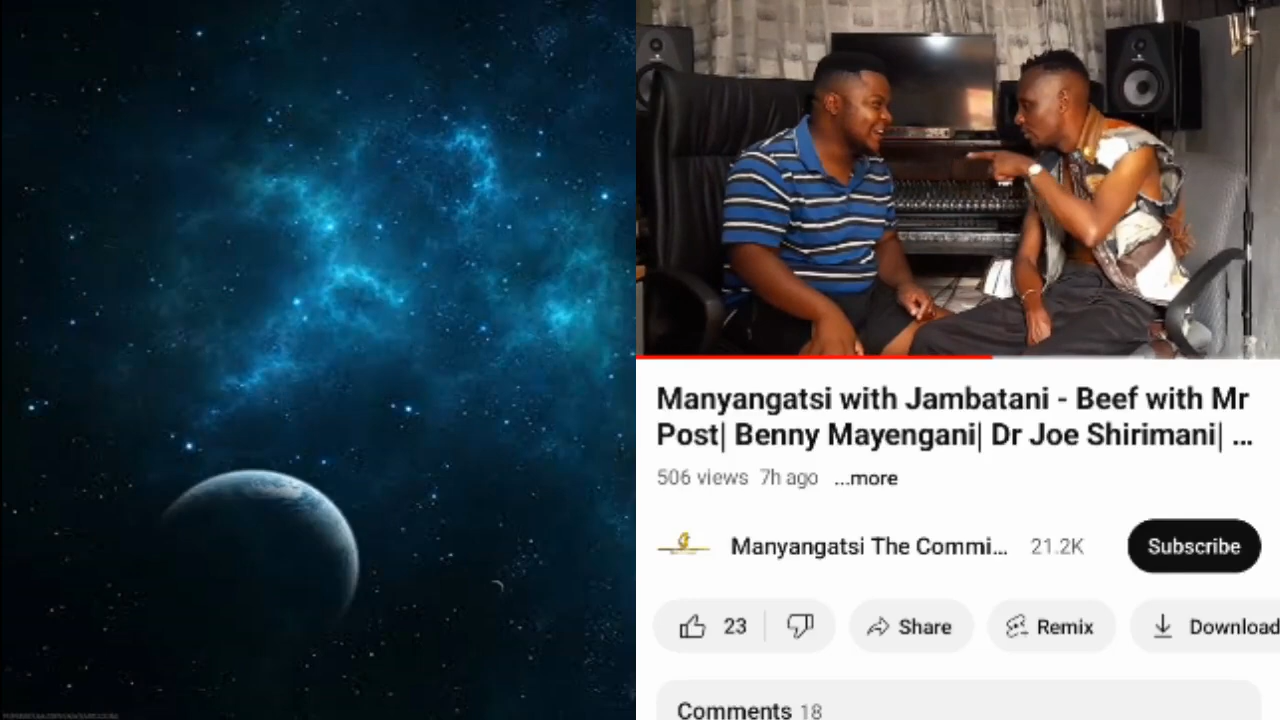 Manyangatsi with Jambatani - Beef with Mr
Post| Benny Mayengani| Dr Joe Shirimani| ...
506 views 7h ago ...more
Manyangatsi The Commi... 21.2K Subscribe
23 Share Remix Download
Comments 18